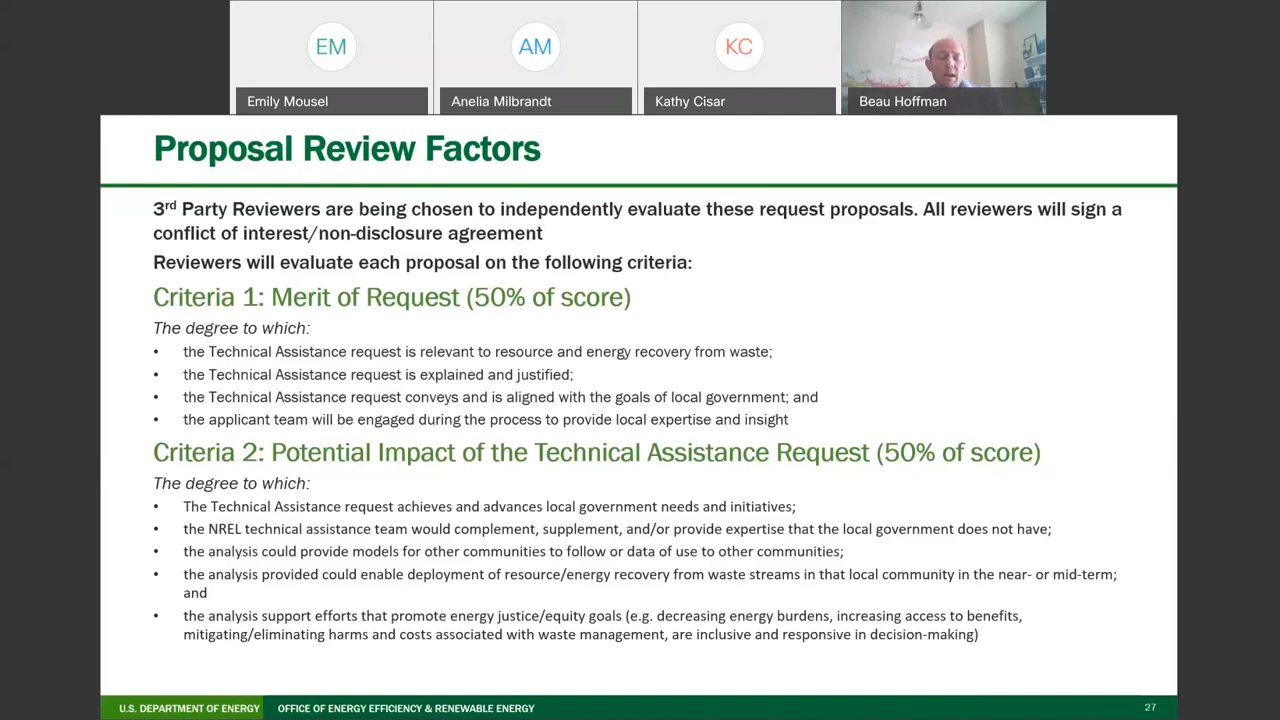 EM
AM
KC
Emily Mousel
Anelia Milbrandt
Kathy Cisar
Beau Hoffman
Proposal Review Factors
3rd Party Reviewers are being chosen to independently evaluate these request proposals. All reviewers will sign a
conflict of interest/non-disclosure agreement
Reviewers will evaluate each proposal on the following criteria:
Criteria 1: Merit of Request (50% of score)
The degree to which:
• the Technical Assistance request is relevant to resource and energy recovery from waste;
• the Technical Assistance request is explained and justified;
• the Technical Assistance request conveys and is aligned with the goals of local government; and
• the applicant team will be engaged during the process to provide local expertise and insight
Criteria 2: Potential Impact of the Technical Assistance Request (50% of score)
The degree to which:
• The Technical Assistance request achieves and advances local government needs and initiatives;
• the NREL technical assistance team would complement, supplement, and/or provide expertise that the local government does not have;
• the analysis could provide models for other communities to follow or data of use to other communities;
• the analysis provided could enable deployment of resource/energy recovery from waste streams in that local community in the near- or mid-term;
and
• the analysis support efforts that promote energy justice/equity goals (e.g. decreasing energy burdens, increasing access to benefits,
mitigating/eliminating harms and costs associated with waste management, are inclusive and responsive in decision-making)
U.S. DEPARTMENT OF ENERGY
OFFICE OF ENERGY EFFICIENCY & RENEWABLE ENERGY
27